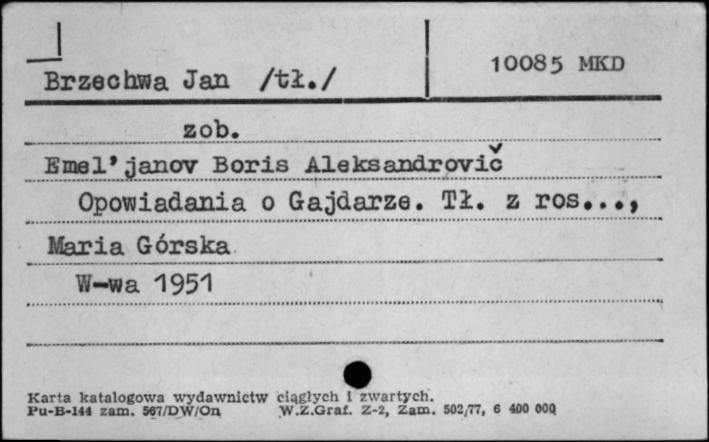 Brzechwa Jan /tł./ 10085 MKD
zob.
Emel'janov Boris Aleksandrovič
Opowiadania o Gajdarze. Tł. z ros...,
Maria Górska
W-wa 1951
Karta katalogowa wydawnictw ciągłych i zwartych.
Pu-B-144 zam. 567/DW/On W.Z.Graf. Z-2, Zam. 502/77, 6 400 000